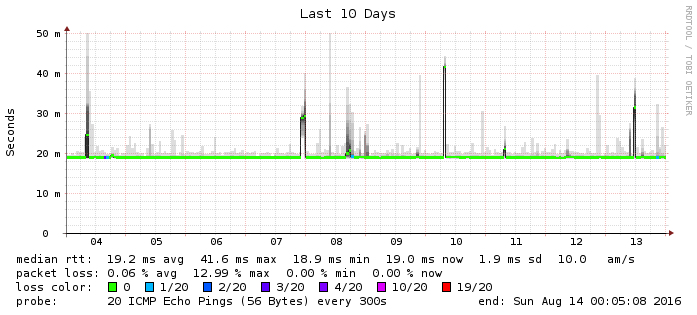 Last 10 Days
RRDTOOL / TOBI OETIKER
Seconds
50 m
40 m
30 m
20 m
10 m
0
04 05 06 07 08 09 10 11 12 13
median rtt: 19.2 ms avg 41.6 ms max 18.9 ms min 19.0 ms now 1.9 ms sd 10.0 am/s
packet loss: 0.06 % avg 12.99 % max 0.00 % min 0.00 % now
loss color: 0 1/20 2/20 3/20 4/20 10/20 19/20
probe: 20 ICMP Echo Pings (56 Bytes) every 300s end: Sun Aug 14 00:05:08 2016